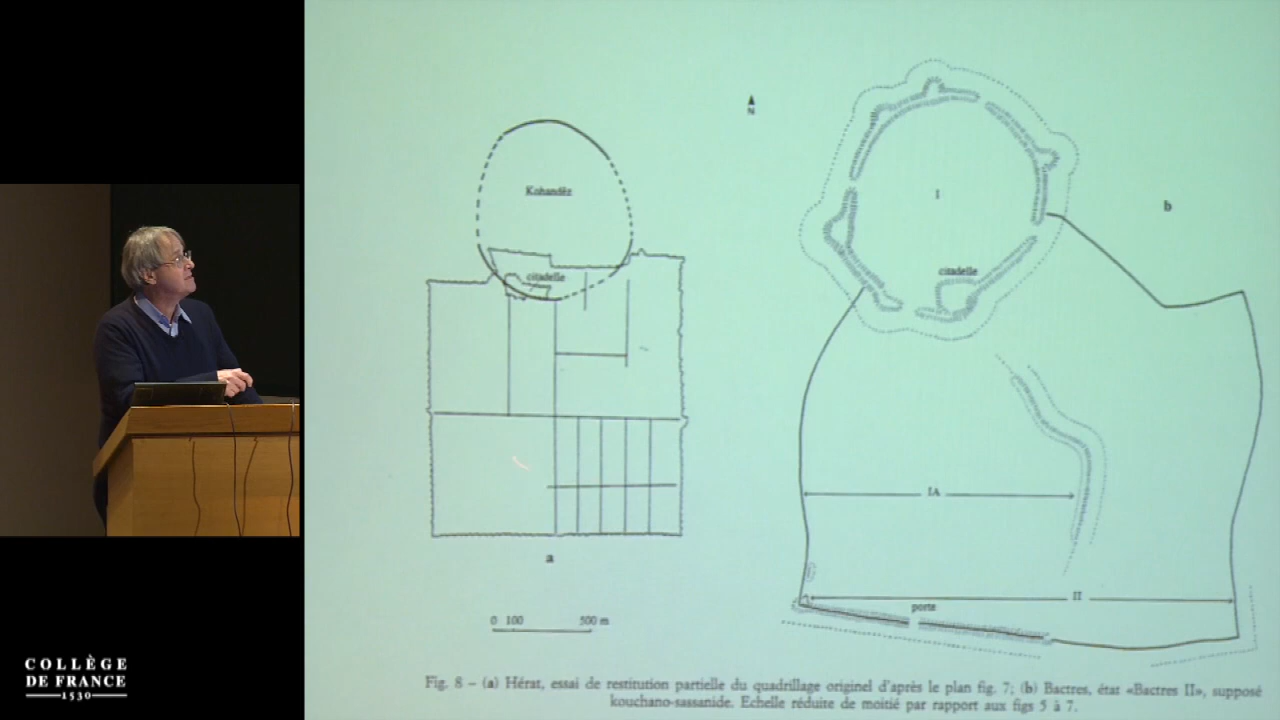 N
Kohandéz
citadelle
a
0 100 500 m
b
I
citadelle
IA
II
porte
Fig. 8 – (a) Hérat, essai de restitution partielle du quadrillage originel d'après le plan fig. 7; (b) Bactres, état «Bactres II», supposé
kouchano-sassanide. Echelle réduite de moitié par rapport aux figs 5 à 7.
COLLÈGE
DE FRANCE
1530